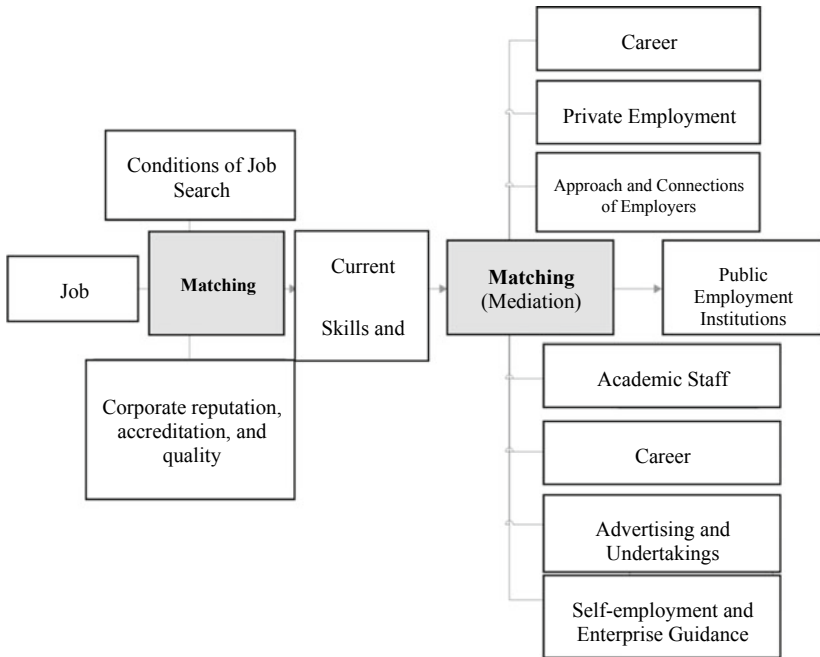 Career
Private Employment
Approach and Connections
of Employers
Conditions of Job
Search
Job
Matching
Current
Skills and
Matching
(Mediation)
Public
Employment
Institutions
Corporate reputation,
accreditation, and
quality
Academic Staff
Career
Advertising and
Undertakings
Self-employment and
Enterprise Guidance